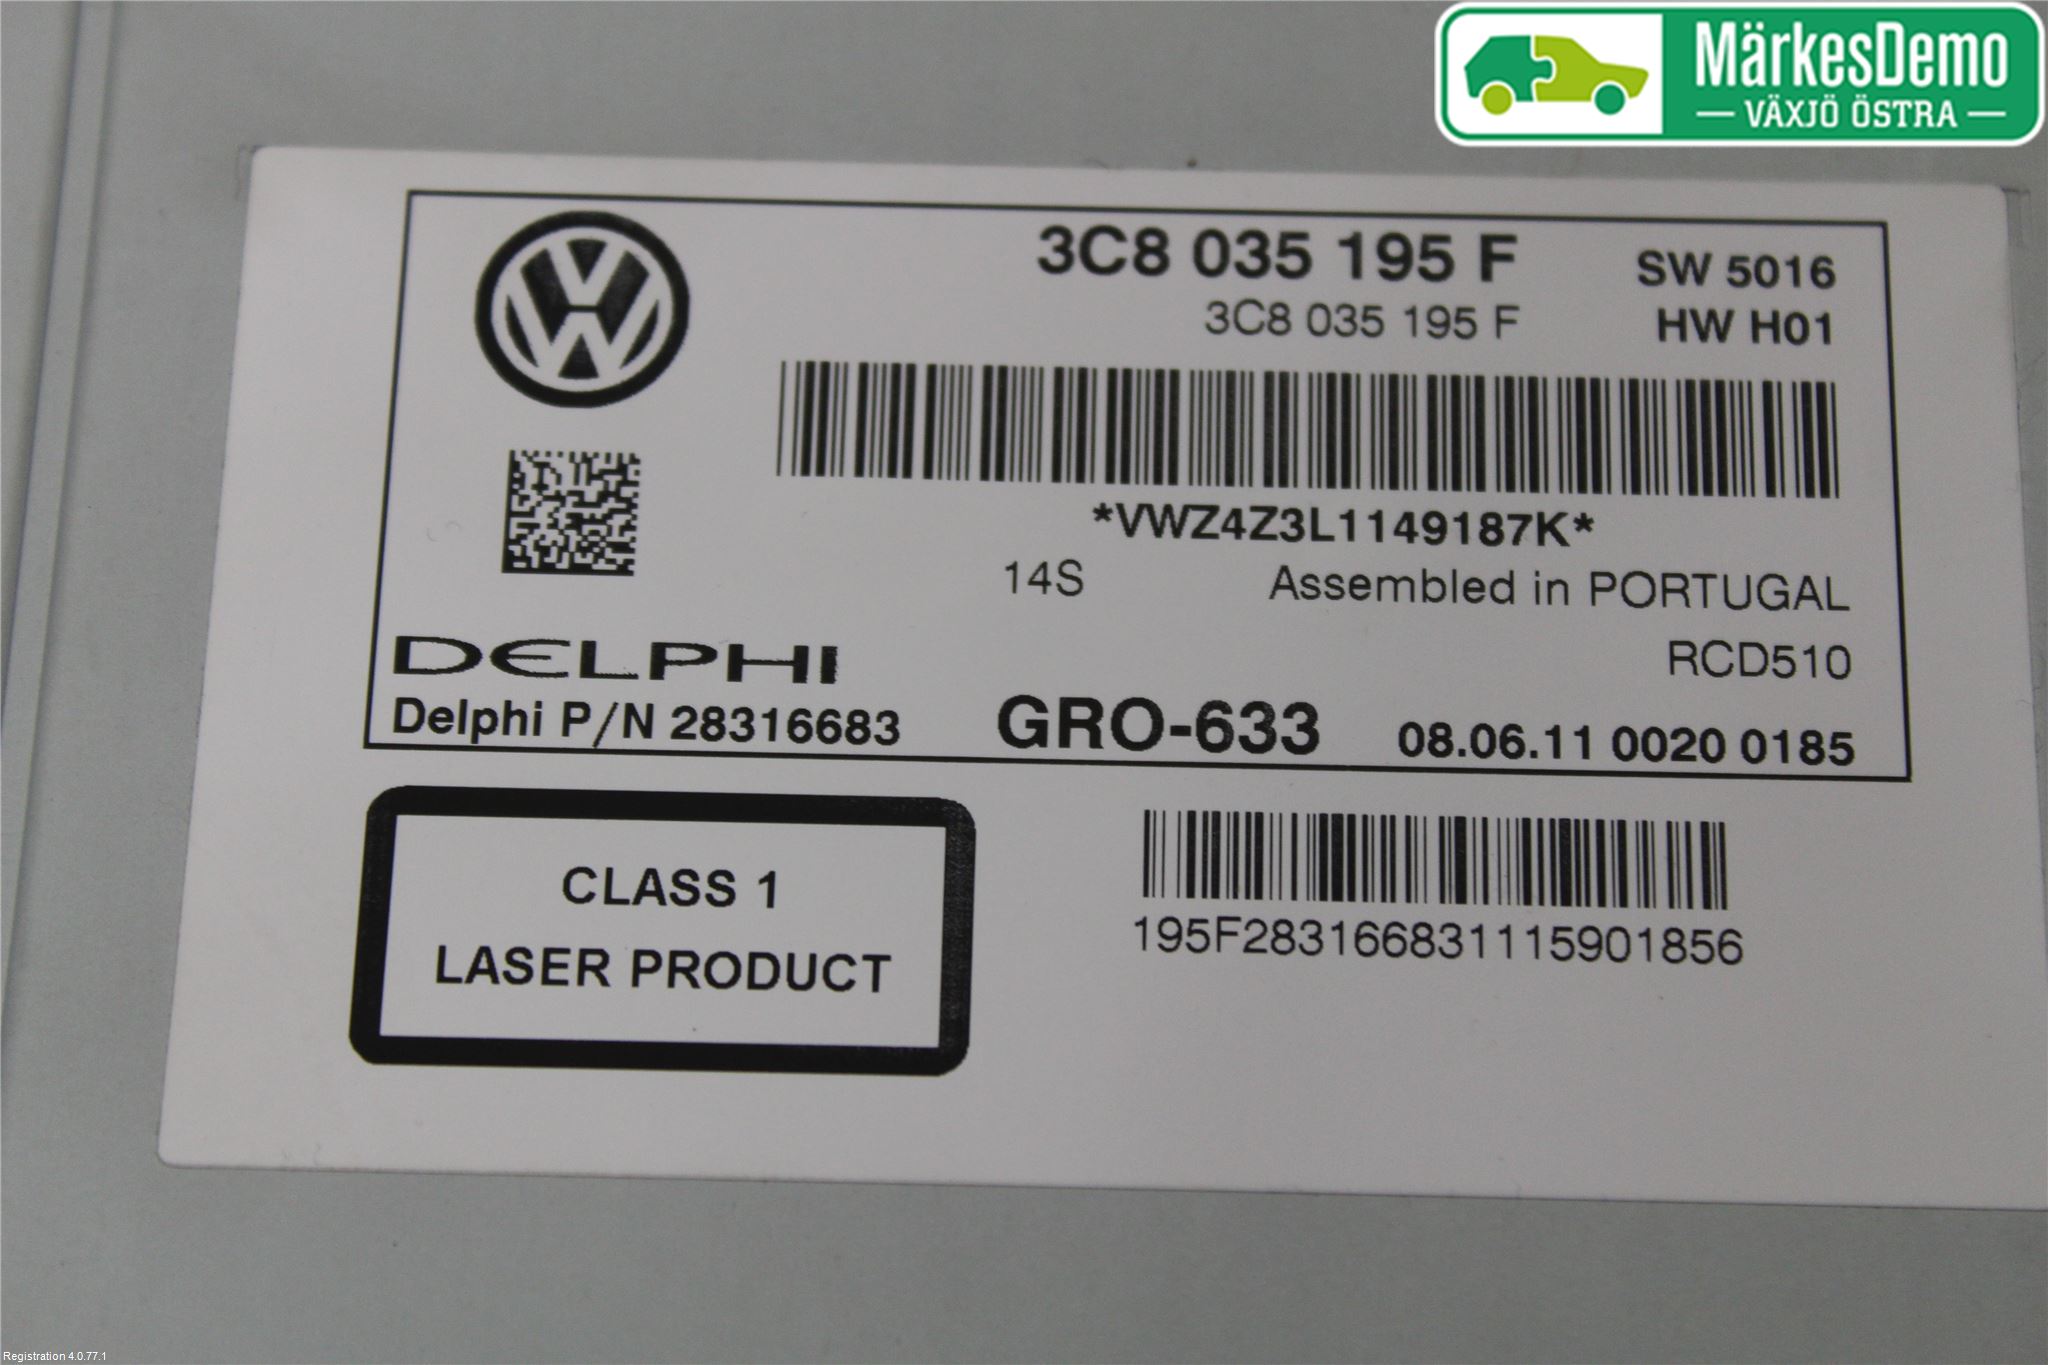 MärkesDemo
VÄXJÖ ÖSTRA
3C8 035 195 F
SW 5016
3C8 035 195 F
HW H01
*VWZ4Z3L1149187K*
14S
Assembled in PORTUGAL
DELPHI
RCD510
Delphi P/N 28316683
GRO-633
08.06.11 0020 0185
CLASS 1
LASER PRODUCT
195F283166831115901856
Registration 4.0.77.1